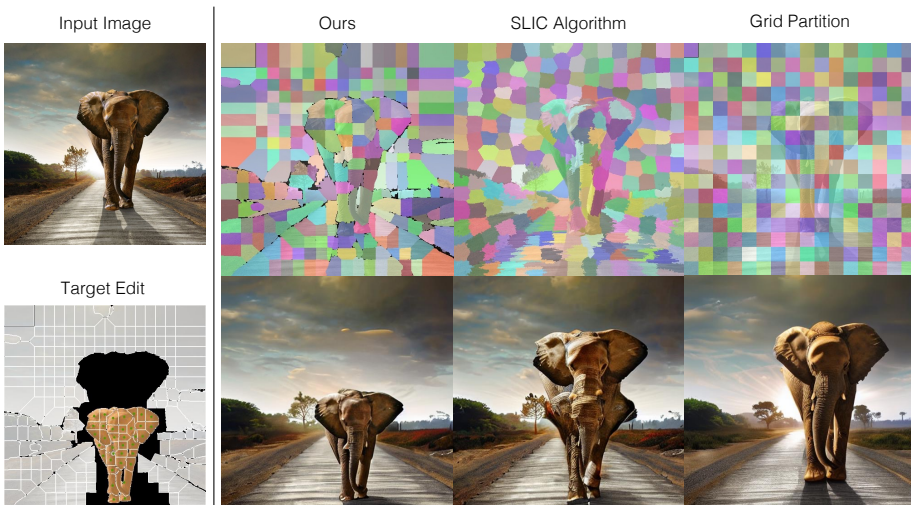 Input Image
Ours
SLIC Algorithm
Grid Partition
Target Edit